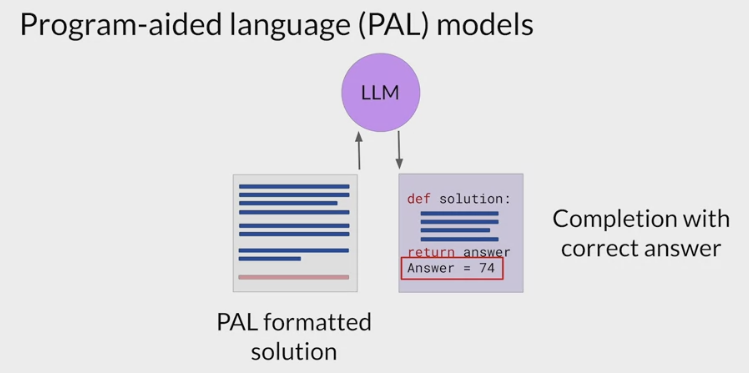 Program-aided language (PAL) models
LLM
def solution:
return answer
Answer = 74
Completion with
correct answer
PAL formatted
solution